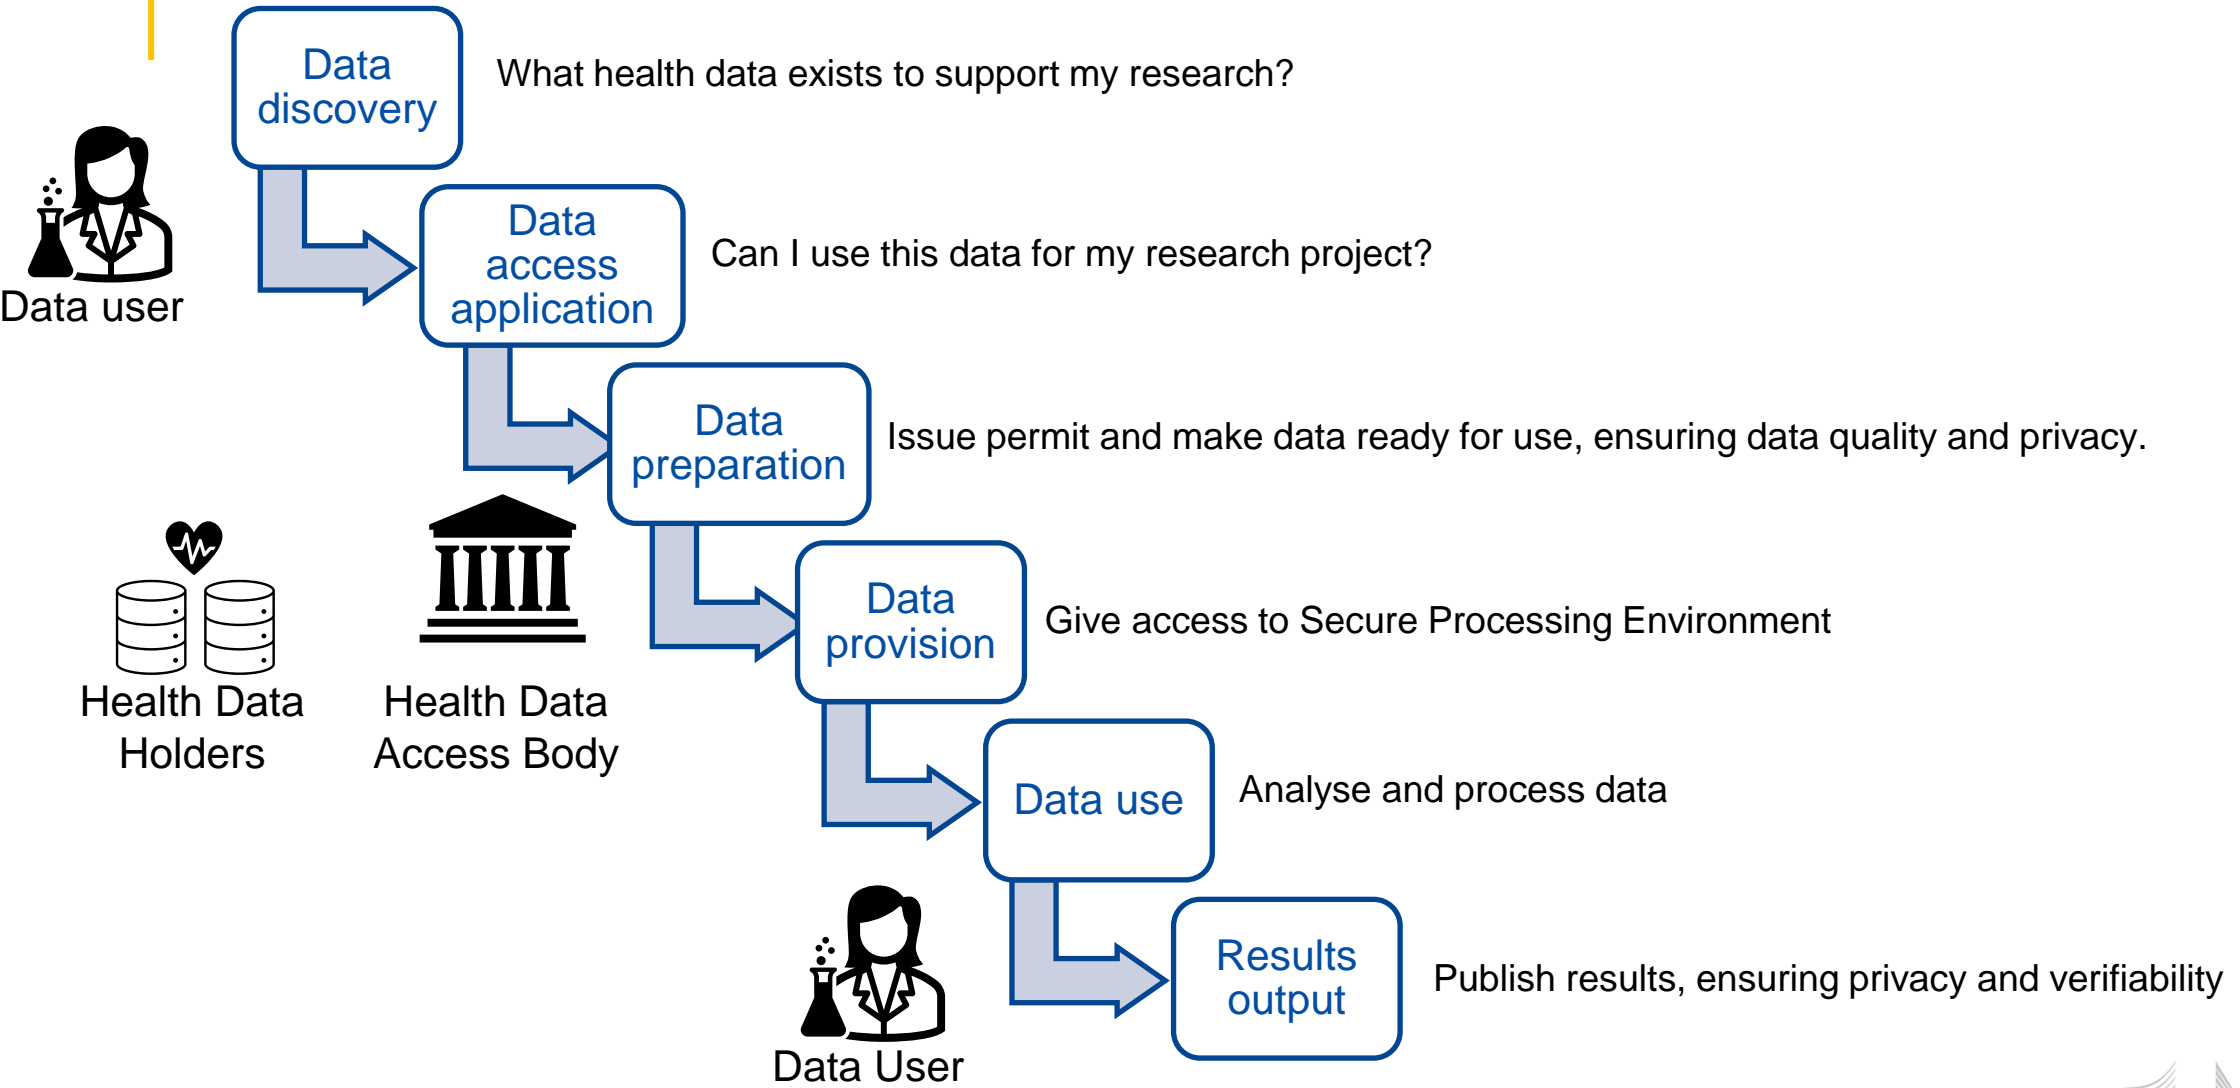 Data
discovery
What health data exists to support my research?
Data user
Data
access
application
Can I use this data for my research project?
Data
preparation
Issue permit and make data ready for use, ensuring data quality and privacy.
Health Data
Holders
Health Data
Access Body
Data
provision
Give access to Secure Processing Environment
Data use
Analyse and process data
Data User
Results
output
Publish results, ensuring privacy and verifiability